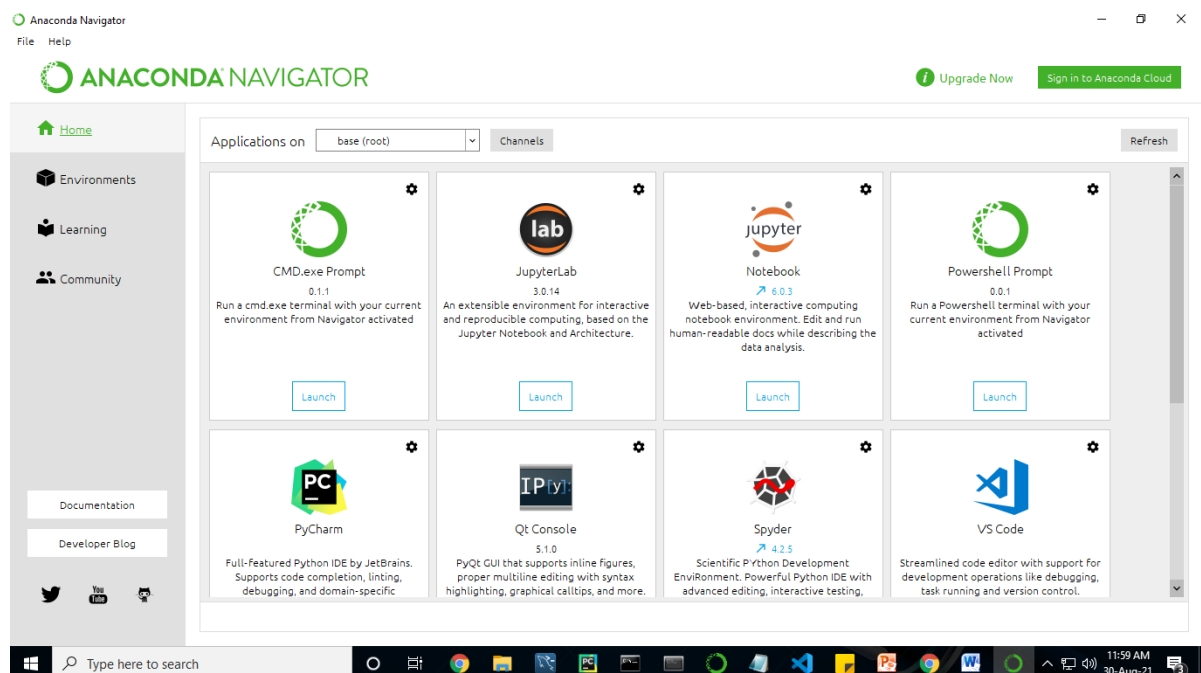 Anaconda Navigator
File Help
ANACONDA NAVIGATOR
i Upgrade Now
Sign in to Anaconda Cloud
Home
Environments
Learning
Community
Documentation
Developer Blog
You
Tube
Applications on base (root) Channels Refresh
CMD.exe Prompt
0.1.1
Run a cmd.exe terminal with your current
environment from Navigator activated
Launch
lab
JupyterLab
3.0.14
An extensible environment for interactive
and reproducible computing, based on the
Jupyter Notebook and Architecture.
Launch
jupyter
Notebook
6.0.3
Web-based, interactive computing
notebook environment. Edit and run
human-readable docs while describing the
data analysis.
Launch
Powershell Prompt
0.0.1
Run a Powershell terminal with your
current environment from Navigator
activated
Launch
PC
PyCharm
Full-featured Python IDE by JetBrains.
Supports code completion, linting,
debugging, and domain-specific
IP[y]:
Qt Console
5.1.0
PyQt GUI that supports inline figures,
proper multiline editing with syntax
highlighting, graphical calltips, and more.
Spyder
4.2.5
Scientific PYthon Development
EnviRonment. Powerful Python IDE with
advanced editing, interactive testing,
VS Code
Streamlined code editor with support for
development operations like debugging,
task running and version control.
Type here to search
11:59 AM
30-Aug-21
3